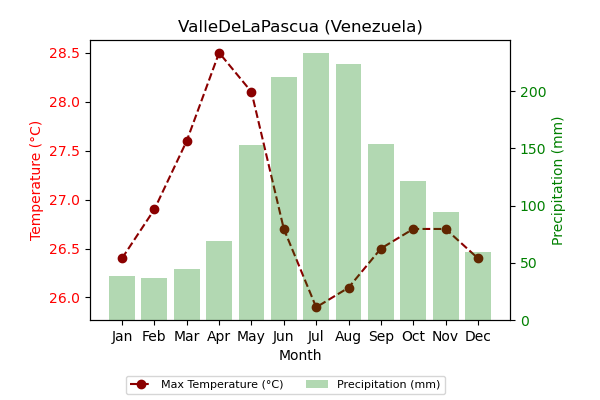 ValleDeLaPascua (Venezuela)
28.5
28.0
27.5
27.0
26.5
26.0
Temperature (°C)
200
150
100
50
0
Precipitation (mm)
Jan Feb Mar Apr May Jun Jul Aug Sep Oct Nov Dec
Month
Max Temperature (°C) Precipitation (mm)